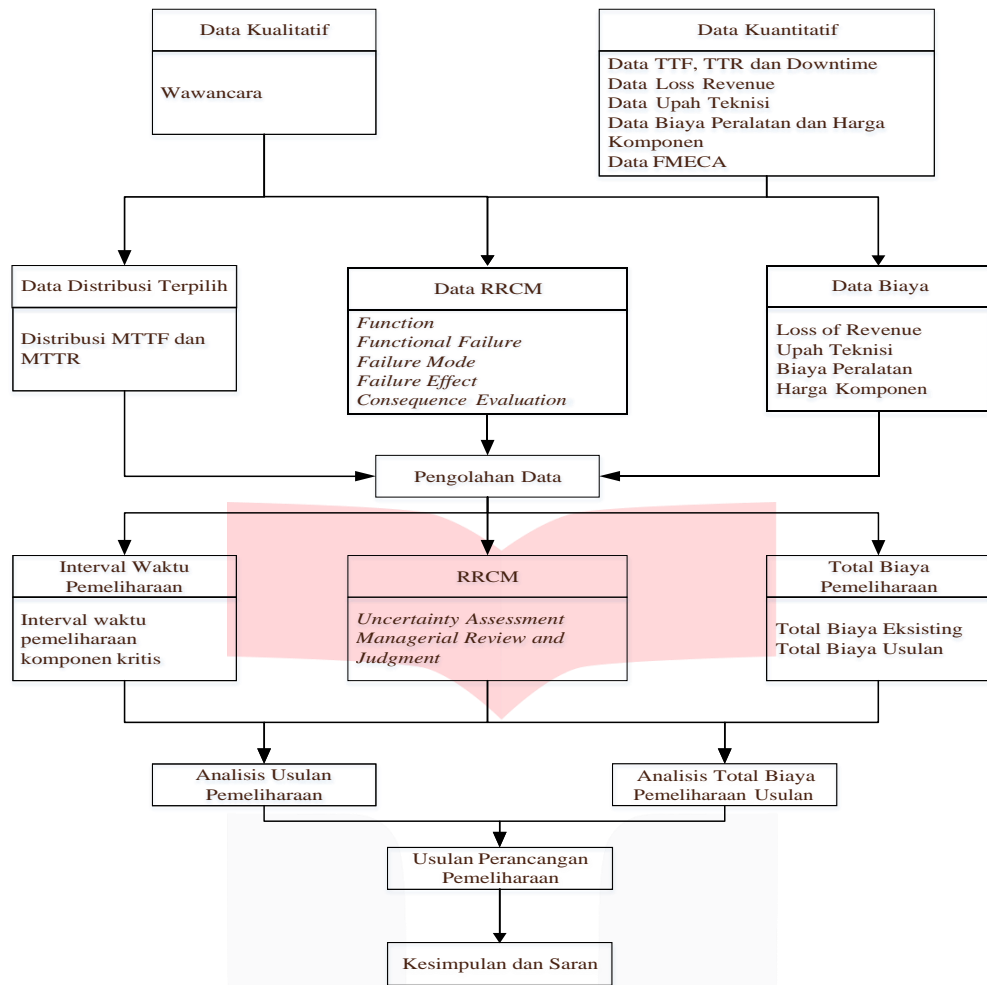 Data Kualitatif
Wawancara
Data Kuantitatif
Data TTF, TTR dan Downtime
Data Loss Revenue
Data Upah Teknisi
Data Biaya Peralatan dan Harga
Komponen
Data FMECA
Data Distribusi Terpilih
Distribusi MTTF dan
MTTR
Data RRCM
Function
Functional Failure
Failure Mode
Failure Effect
Consequence Evaluation
Data Biaya
Loss of Revenue
Upah Teknisi
Biaya Peralatan
Harga Komponen
Pengolahan Data
Interval Waktu
Pemeliharaan
Interval waktu
pemeliharaan
komponen kritis
RRCM
Uncertainty Assessment
Managerial Review and
Judgment
Total Biaya
Pemeliharaan
Total Biaya Eksisting
Total Biaya Usulan
Analisis Usulan
Pemeliharaan
Analisis Total Biaya
Pemeliharaan Usulan
Usulan Perancangan
Pemeliharaan
Kesimpulan dan Saran